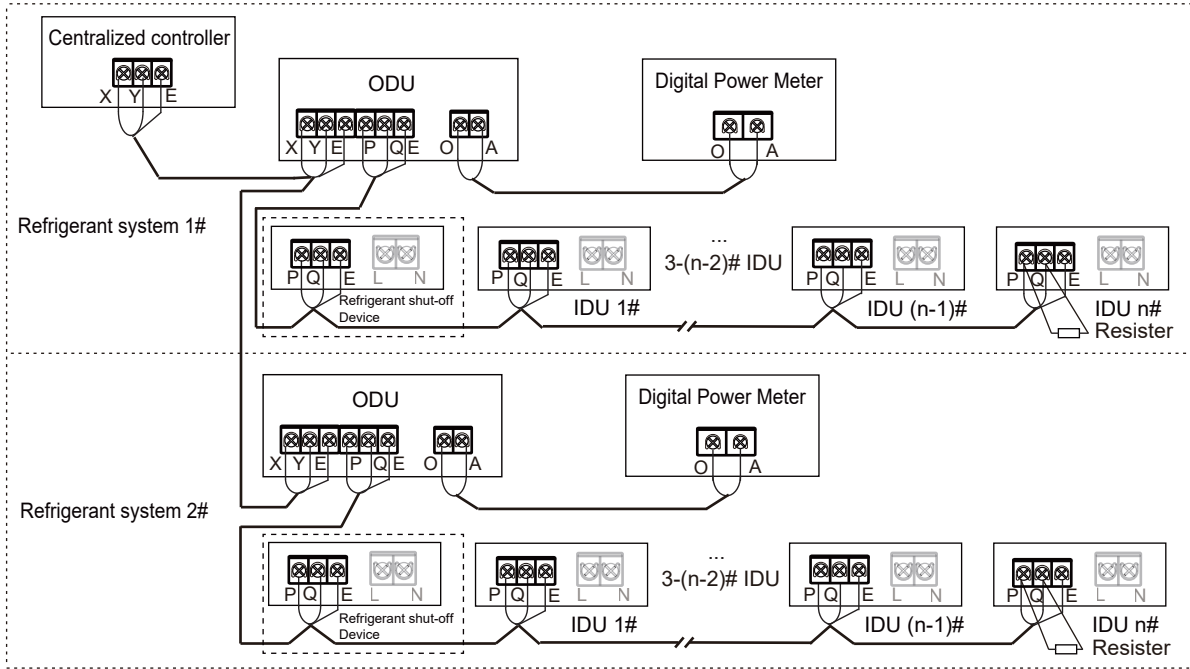 Centralized controller
X Y E
ODU
X Y E P Q E O A
Digital Power Meter
O A
Refrigerant system 1#
P Q E L N
Refrigerant shut-off
Device
P Q E L N
IDU 1#
...
3-(n-2)# IDU
P Q E L N
IDU (n-1)#
P Q E L N
IDU n#
Resister
ODU
X Y E P Q E O A
Digital Power Meter
O A
Refrigerant system 2#
P Q E L N
Refrigerant shut-off
Device
P Q E L N
IDU 1#
...
3-(n-2)# IDU
P Q E L N
IDU (n-1)#
P Q E L N
IDU n#
Resister